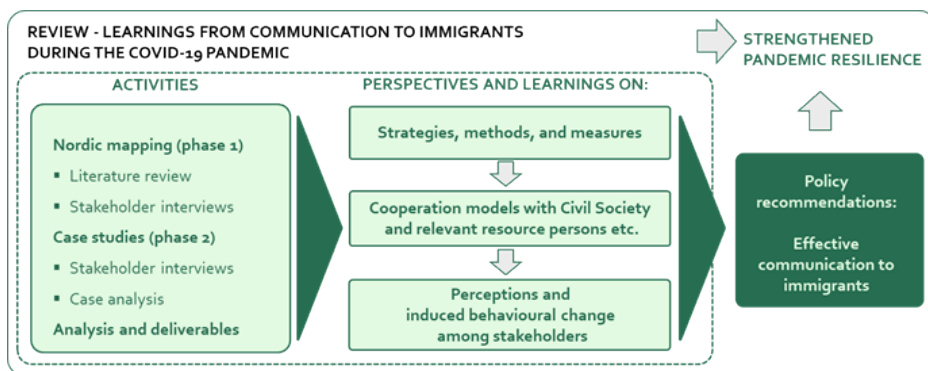 REVIEW - LEARNINGS FROM COMMUNICATION TO IMMIGRANTS
DURING THE COVID-19 PANDEMIC
STRENGTHENED
PANDEMIC RESILIENCE
ACTIVITIES
Nordic mapping (phase 1)
▪ Literature review
▪ Stakeholder interviews
Case studies (phase 2)
▪ Stakeholder interviews
▪ Case analysis
Analysis and deliverables
PERSPECTIVES AND LEARNINGS ON:
Strategies, methods, and measures
Cooperation models with Civil Society
and relevant resource persons etc.
Perceptions and
induced behavioural change
among stakeholders
Policy
recommendations:
Effective
communication to
immigrants